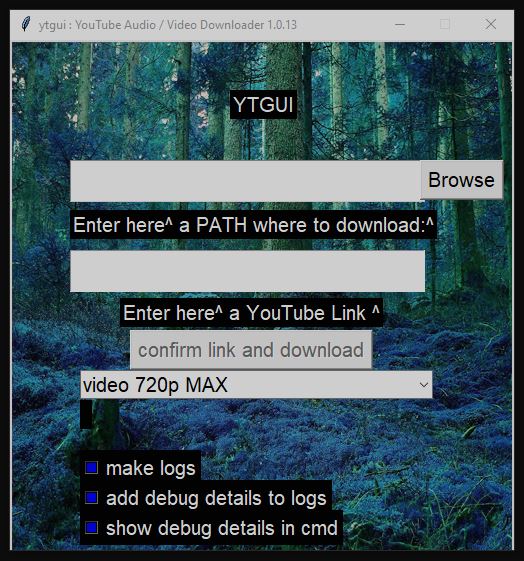 ytgui : YouTube Audio / Video Downloader 1.0.13
YTGUI
Browse
Enter here^ a PATH where to download:^
Enter here^ a YouTube Link ^
confirm link and download
video 720p MAX
make logs
add debug details to logs
show debug details in cmd